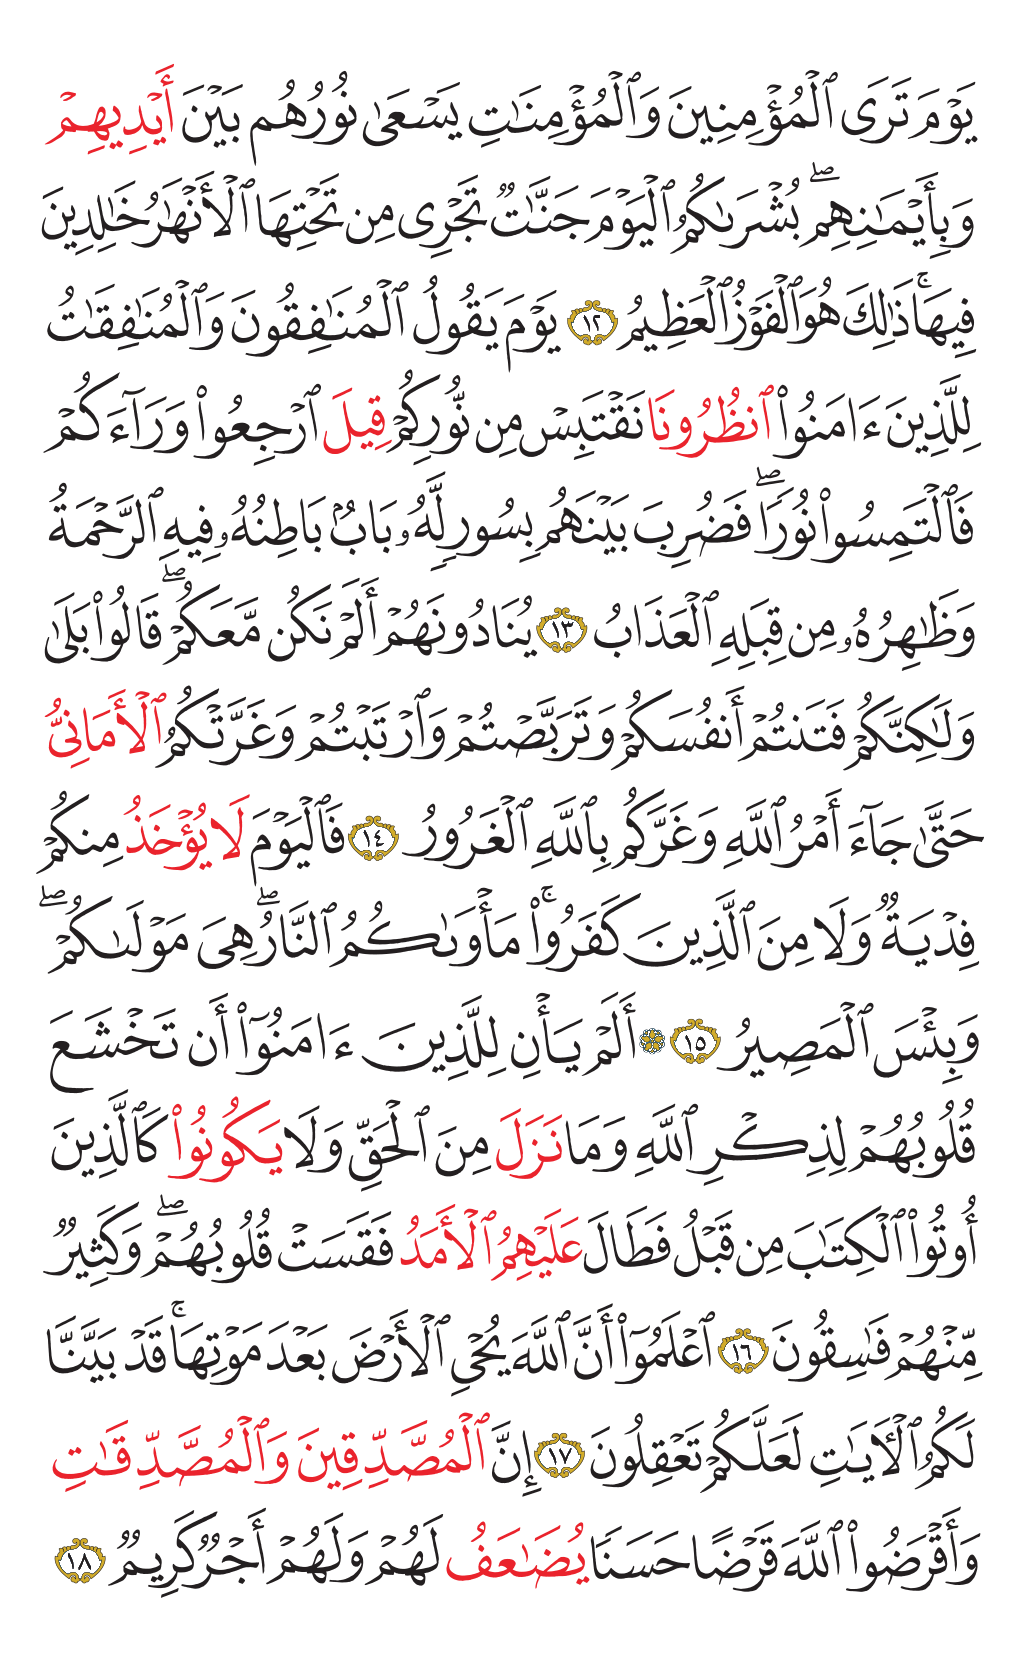 يَوْمَ تَرَى ٱلْمُؤْمِنِينَ وَٱلْمُؤْمِنَٰتِ يَسْعَىٰ نُورُهُم بَيْنَ أَيْدِيهِمْ
وَبِأَيْمَٰنِهِمۖ بُشْرَىٰكُمُ ٱلْيَوْمَ جَنَّٰتٌ تَجْرِى مِن تَحْتِهَا ٱلْأَنْهَٰرُ خَٰلِدِينَ
فِيهَاۚ ذَٰلِكَ هُوَ ٱلْفَوْزُ ٱلْعَظِيمُ ١٢ يَوْمَ يَقُولُ ٱلْمُنَٰفِقُونَ وَٱلْمُنَٰفِقَٰتُ
لِلَّذِينَ ءَامَنُوا۟ ٱنظُرُونَا نَقْتَبِسْ مِن نُّورِكُمْ قِيلَ ٱرْجِعُوا۟ وَرَآءَكُمْ
فَٱلْتَمِسُوا۟ نُورًاۖ فَضُرِبَ بَيْنَهُم بِسُورٍ لَّهُۥ بَابٌۢ بَاطِنُهُۥ فِيهِ ٱلرَّحْمَةُ
وَظَٰهِرُهُۥ مِن قِبَلِهِ ٱلْعَذَابُ ١٣ يُنَادُونَهُمْ أَلَمْ نَكُن مَّعَكُمْۖ قَالُوا۟ بَلَىٰ
وَلَٰكِنَّكُمْ فَتَنتُمْ أَنفُسَكُمْ وَتَرَبَّصْتُمْ وَٱرْتَبْتُمْ وَغَرَّتْكُمُ ٱلْأَمَانِىُّ
حَتَّىٰ جَآءَ أَمْرُ ٱللَّهِ وَغَرَّكُم بِٱللَّهِ ٱلْغَرُورُ ١٤ فَٱلْيَوْمَ لَا يُؤْخَذُ مِنكُمْ
فِدْيَةٌ وَلَا مِنَ ٱلَّذِينَ كَفَرُوا۟ۚ مَأْوَىٰكُمُ ٱلنَّارُۖ هِىَ مَوْلَىٰكُمْۖ
وَبِئْسَ ٱلْمَصِيرُ ١٥ ۞ أَلَمْ يَأْنِ لِلَّذِينَ ءَامَنُوٓا۟ أَن تَخْشَعَ
قُلُوبُهُمْ لِذِكْرِ ٱللَّهِ وَمَا نَزَلَ مِنَ ٱلْحَقِّ وَلَا يَكُونُوا۟ كَٱلَّذِينَ
أُوتُوا۟ ٱلْكِتَٰبَ مِن قَبْلُ فَطَالَ عَلَيْهِمُ ٱلْأَمَدُ فَقَسَتْ قُلُوبُهُمْۖ وَكَثِيرٌ
مِّنْهُمْ فَٰسِقُونَ ١٦ ٱعْلَمُوٓا۟ أَنَّ ٱللَّهَ يُحْىِ ٱلْأَرْضَ بَعْدَ مَوْتِهَاۚ قَدْ بَيَّنَّا
لَكُمُ ٱلْءَايَٰتِ لَعَلَّكُمْ تَعْقِلُونَ ١٧ إِنَّ ٱلْمُصَّدِّقِينَ وَٱلْمُصَّدِّقَٰتِ
وَأَقْرَضُوا۟ ٱللَّهَ قَرْضًا حَسَنًا يُضَٰعَفُ لَهُمْ وَلَهُمْ أَجْرٌ كَرِيمٌ ١٨